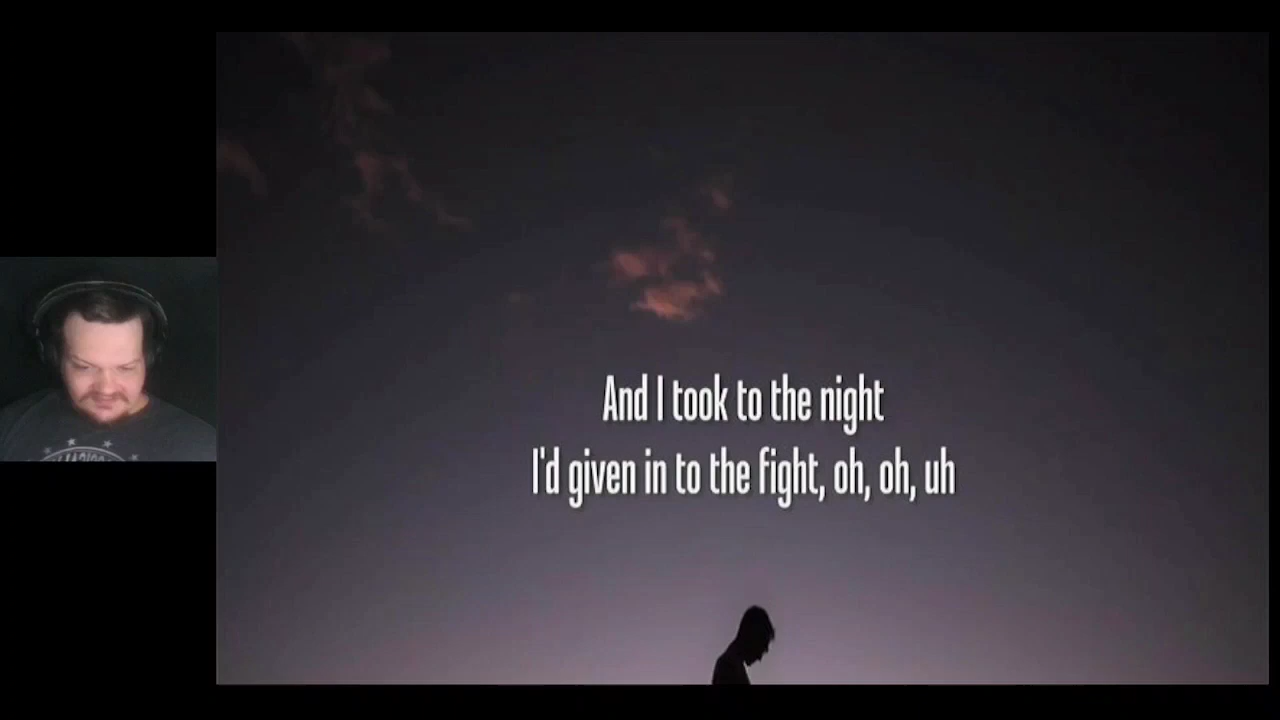 And I took to the night
I'd given in to the fight, oh, oh, uh